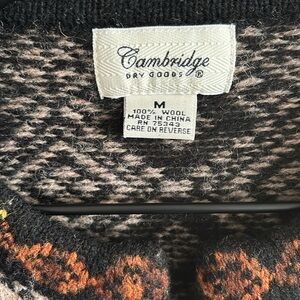 Cambridge
DRY GOODS ®
M
100% WOOL
MADE IN CHINA
RN 75343
CARE ON REVERSE